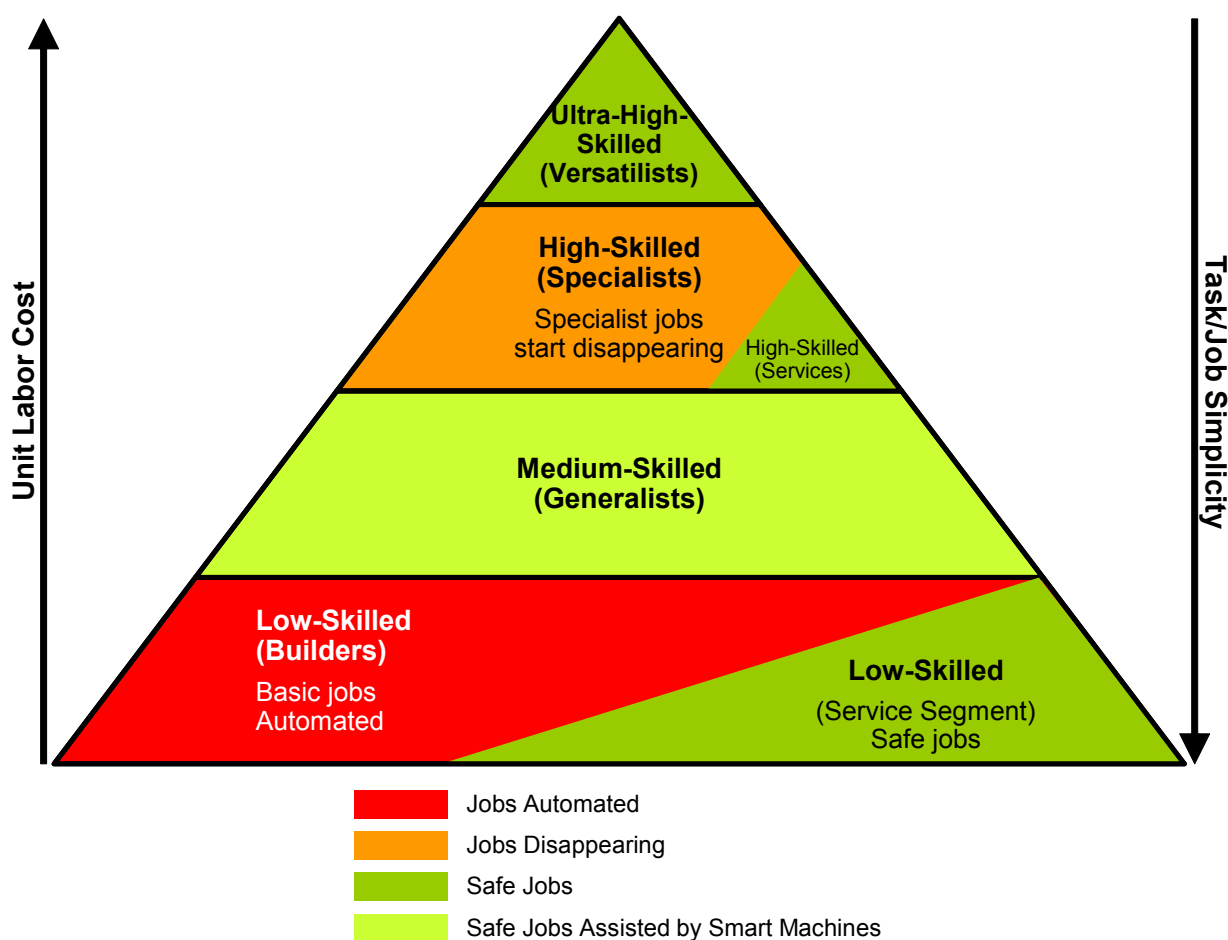 Ultra-High-
Skilled
(Versatilists)
High-Skilled
(Specialists)
Specialist jobs
start disappearing
High-Skilled
(Services)
Medium-Skilled
(Generalists)
Low-Skilled
(Builders)
Basic jobs
Automated
Low-Skilled
(Service Segment)
Safe jobs
Unit Labor Cost
Task/Job Simplicity
Jobs Automated
Jobs Disappearing
Safe Jobs
Safe Jobs Assisted by Smart Machines